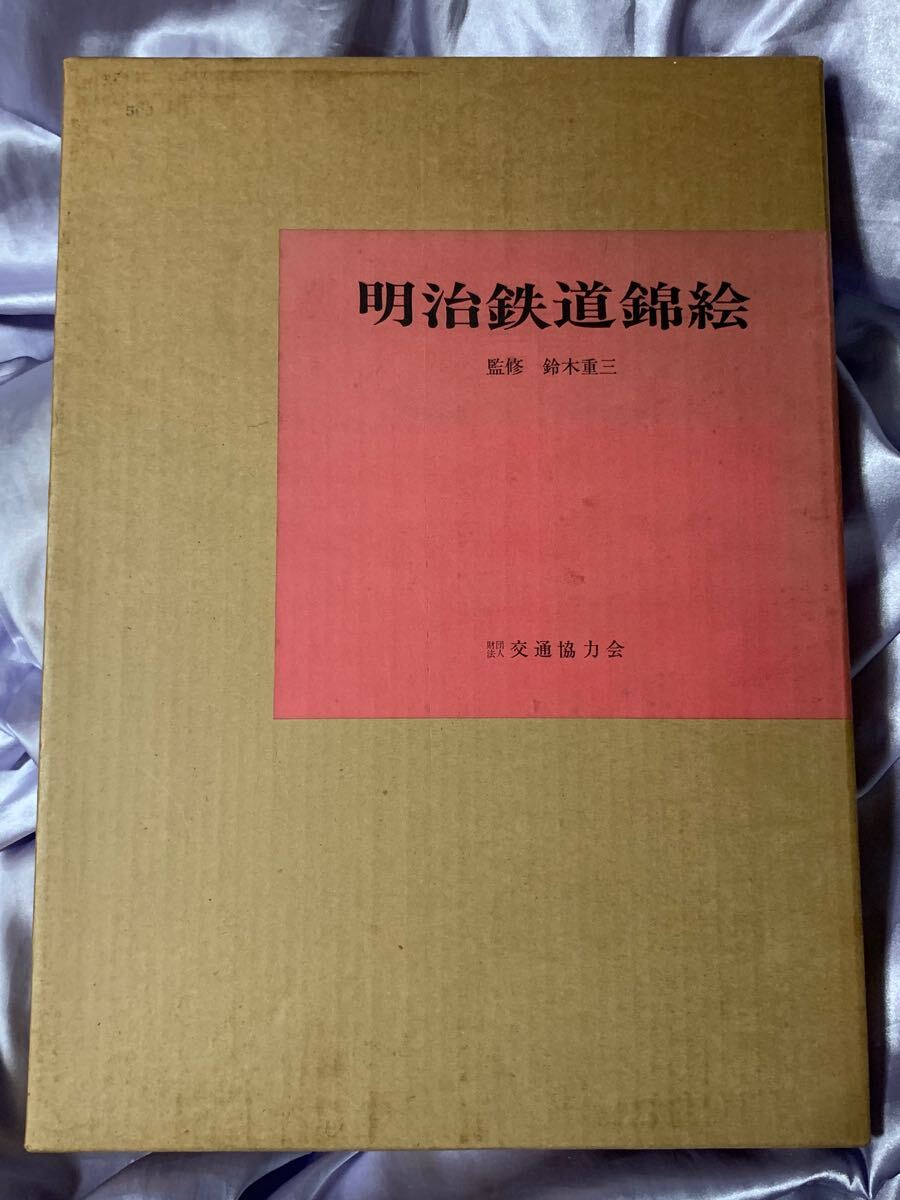 明治鉄道錦絵
監修 鈴木重三
財団法人 交通協力会